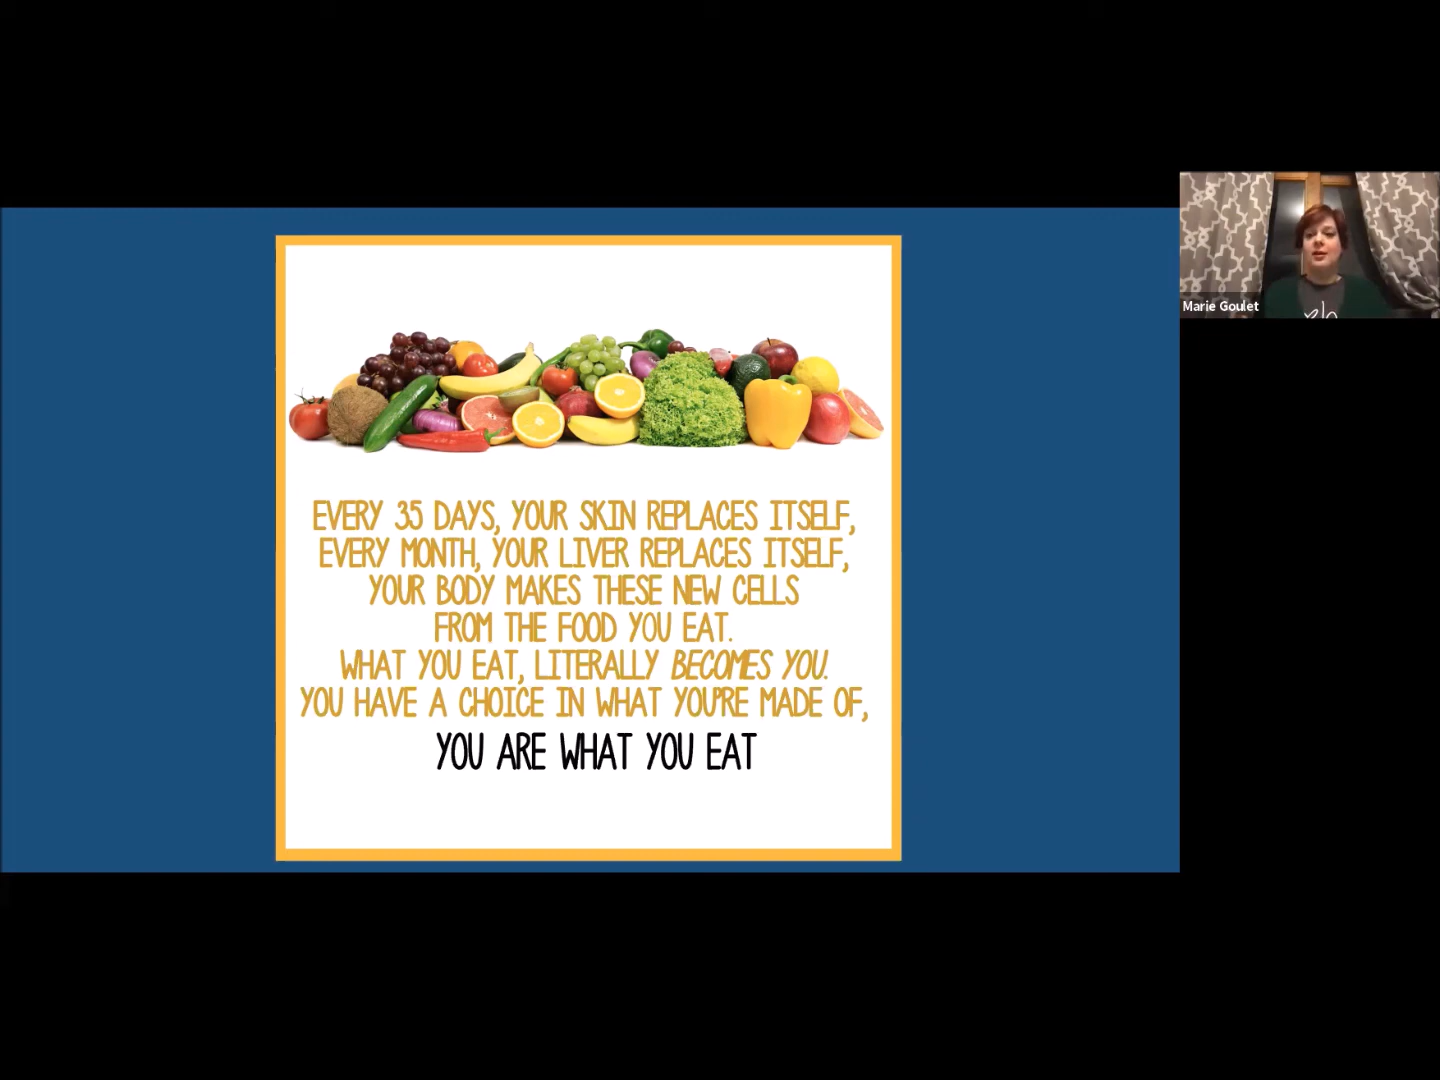 EVERY 35 DAYS, YOUR SKIN REPLACES ITSELF,
EVERY MONTH, YOUR LIVER REPLACES ITSELF,
YOUR BODY MAKES THESE NEW CELLS
FROM THE FOOD YOU EAT.
WHAT YOU EAT, LITERALLY BECOMES YOU.
YOU HAVE A CHOICE IN WHAT YOU'RE MADE OF,
YOU ARE WHAT YOU EAT
Marie Goulet